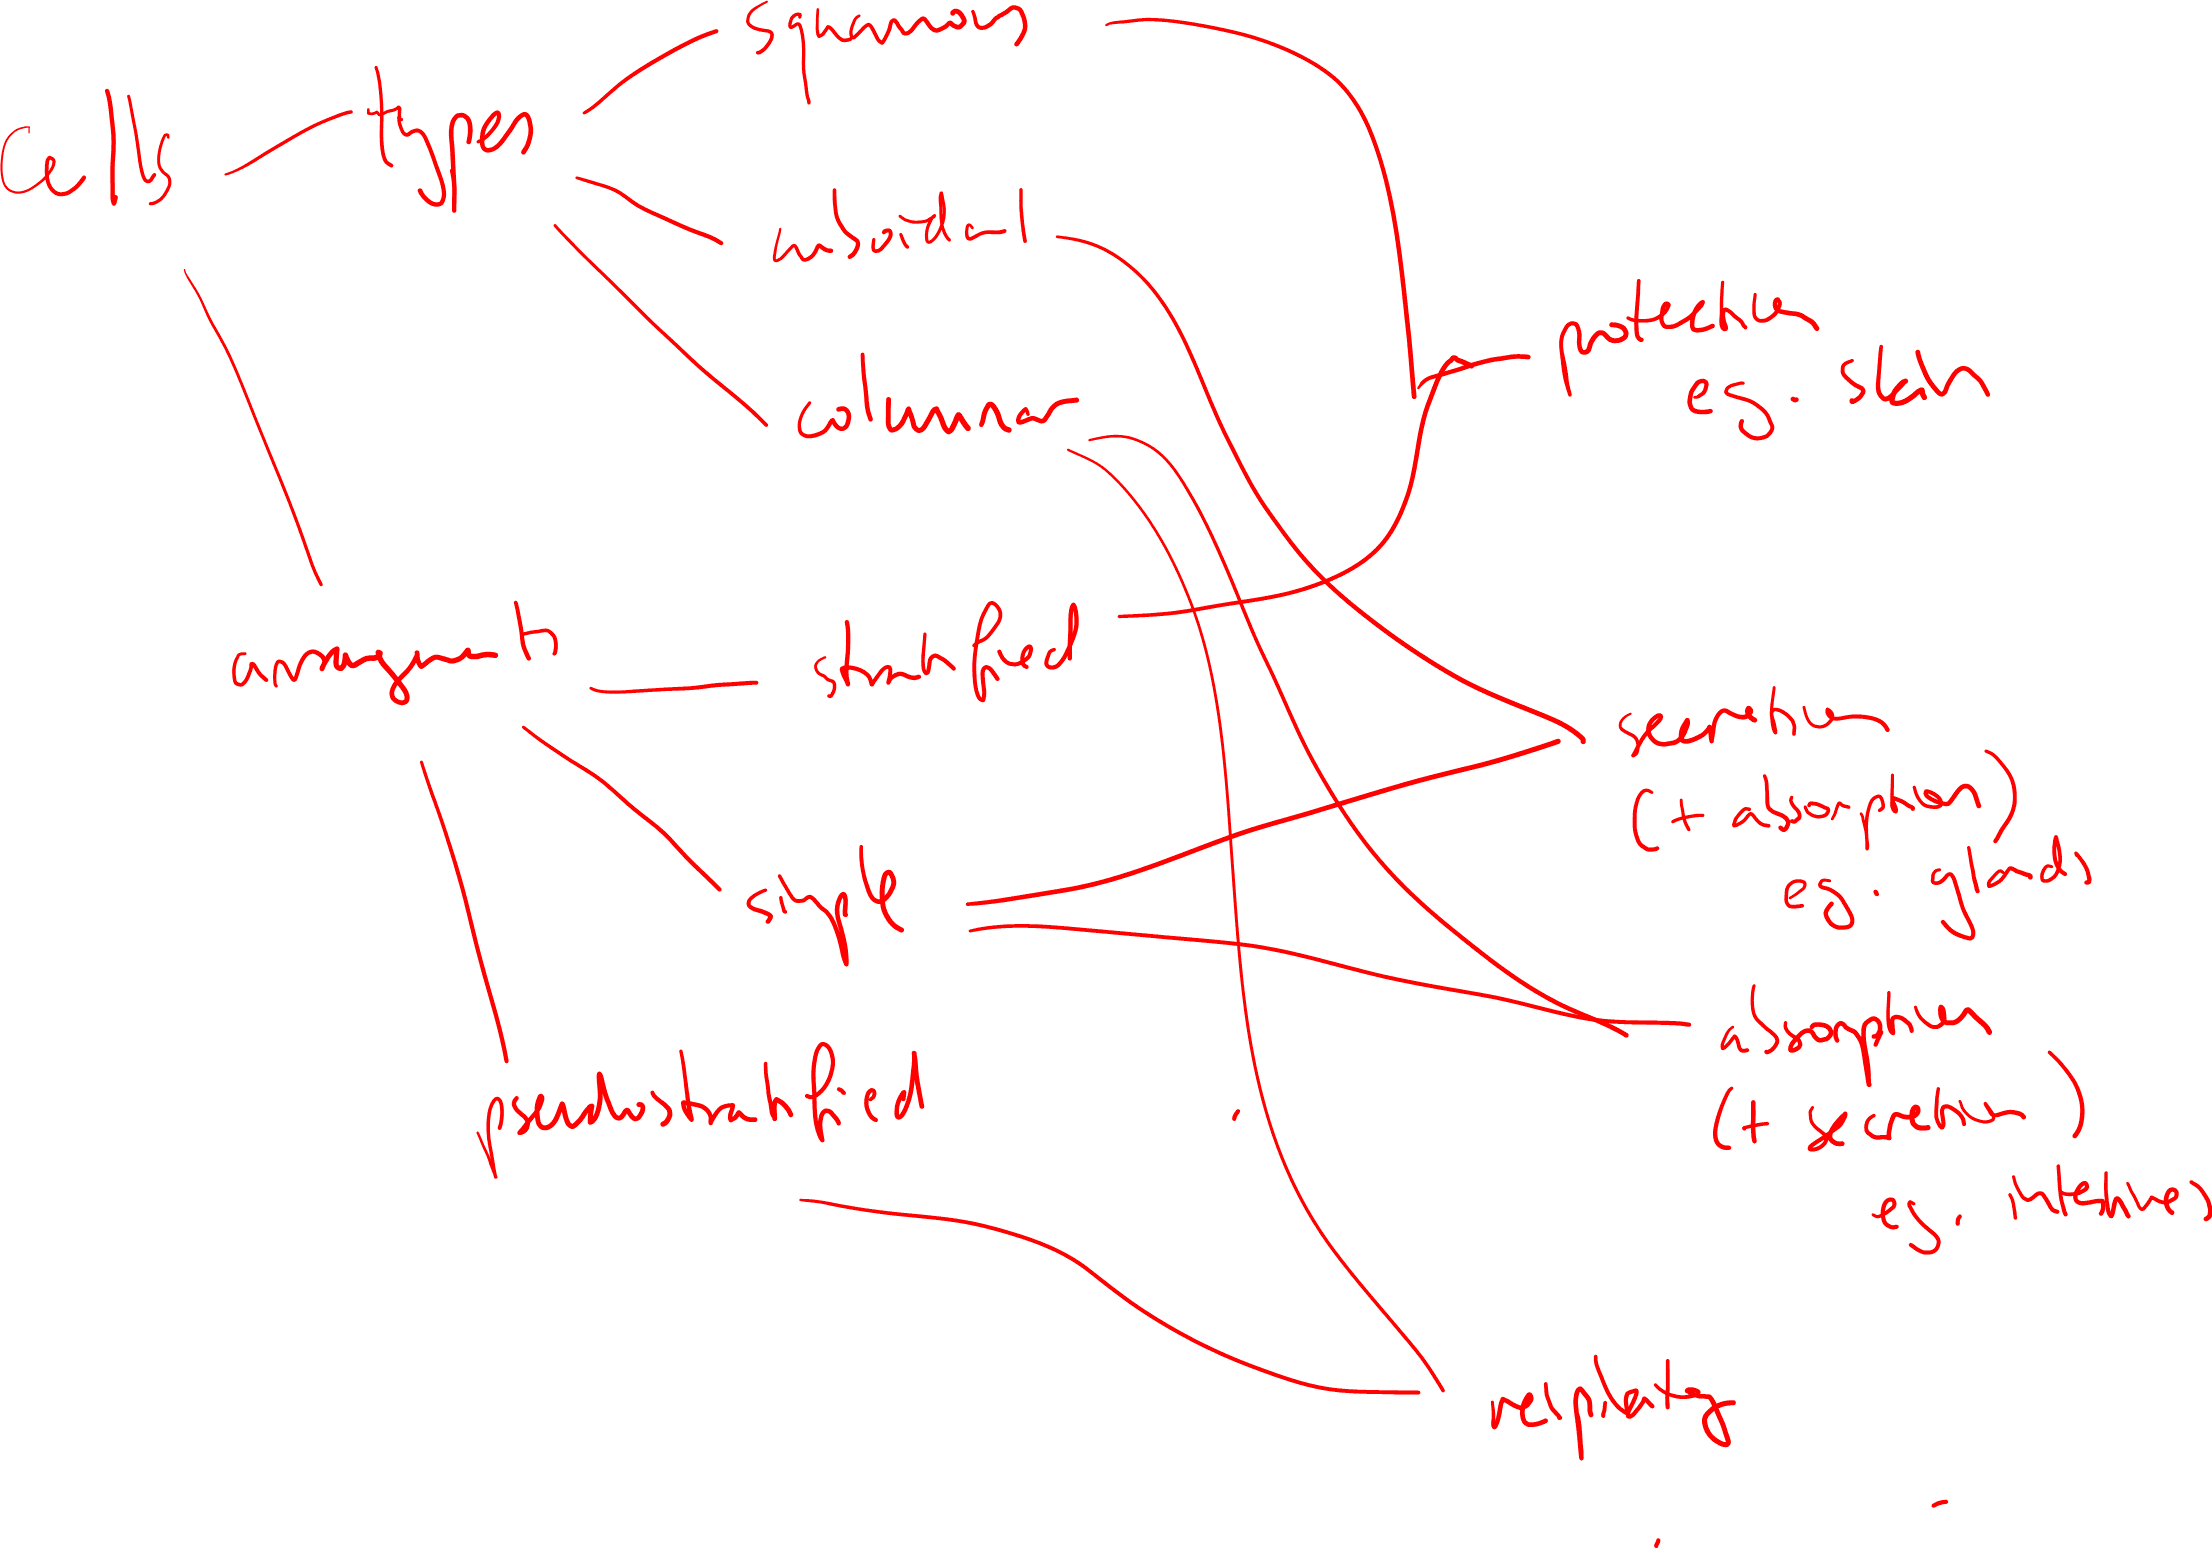 Cells
types
squamous
cuboidal
columnar
protection
eg. skin
arrangements
stratified
simple
pseudostratified
secretion
(+ absorption)
eg. glands
absorption
(+ secretion)
eg. intestines
respiratory